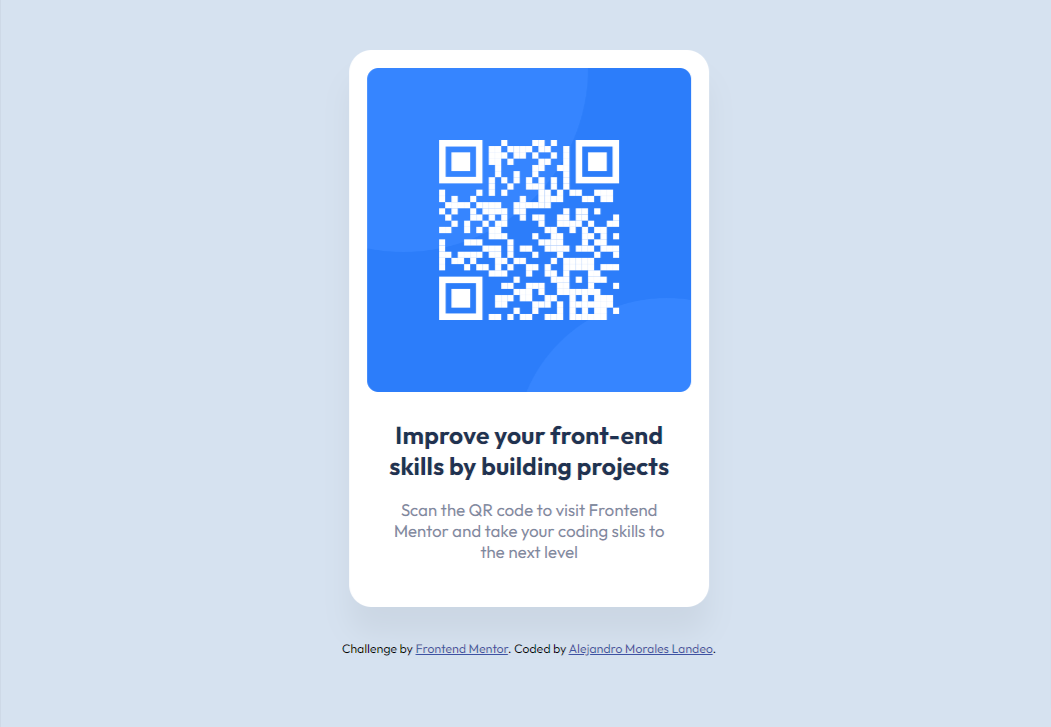 Improve your front-end
skills by building projects
Scan the QR code to visit Frontend
Mentor and take your coding skills to
the next level
Challenge by Frontend Mentor. Coded by Alejandro Morales Landeo.